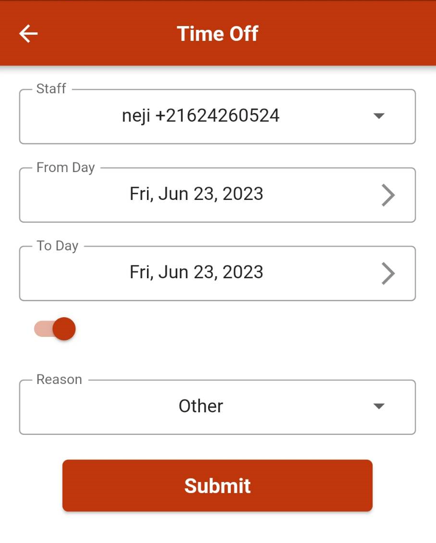 Time Off
Staff
neji +21624260524
From Day
Fri, Jun 23, 2023
To Day
Fri, Jun 23, 2023
Reason
Other
Submit